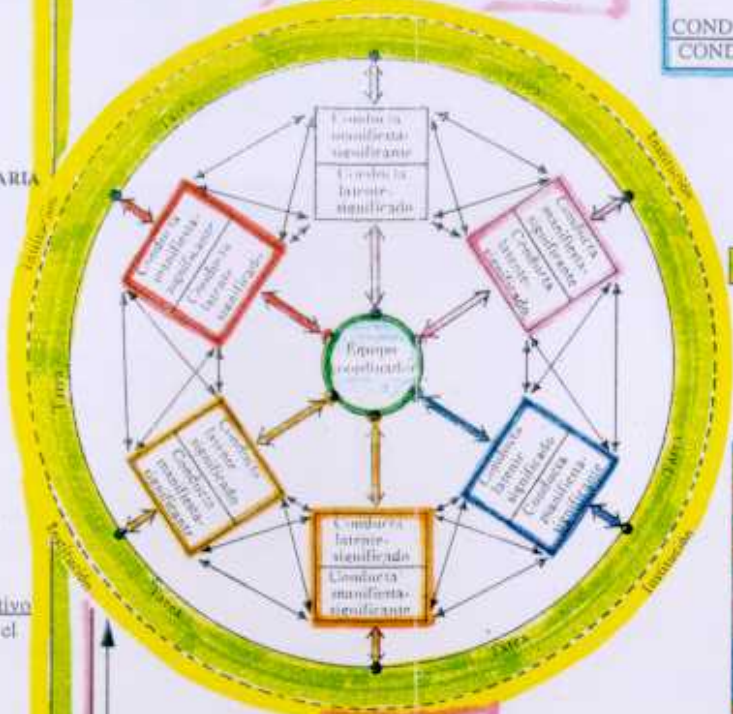 COND
COND
ARIA
Institución
Tarea
Tarea
Institución
Conducta
manifiesta-
significante
Conducta
latente-
significado
Conducta
manifiesta-
significante
Conducta
latente-
significado
Conducta
manifiesta-
significante
Conducta
latente-
significado
Equipo
coordinador
Tarea
Tarea
Conducta
latente
significado
Conducta
manifiesta-
significante
Conducta
latente-
significado
Conducta
manifiesta-
significante
Conducta
latente
significado
Conducta
manifiesta-
significante
Institución
Tarea
Tarea
Institución
tivo
el